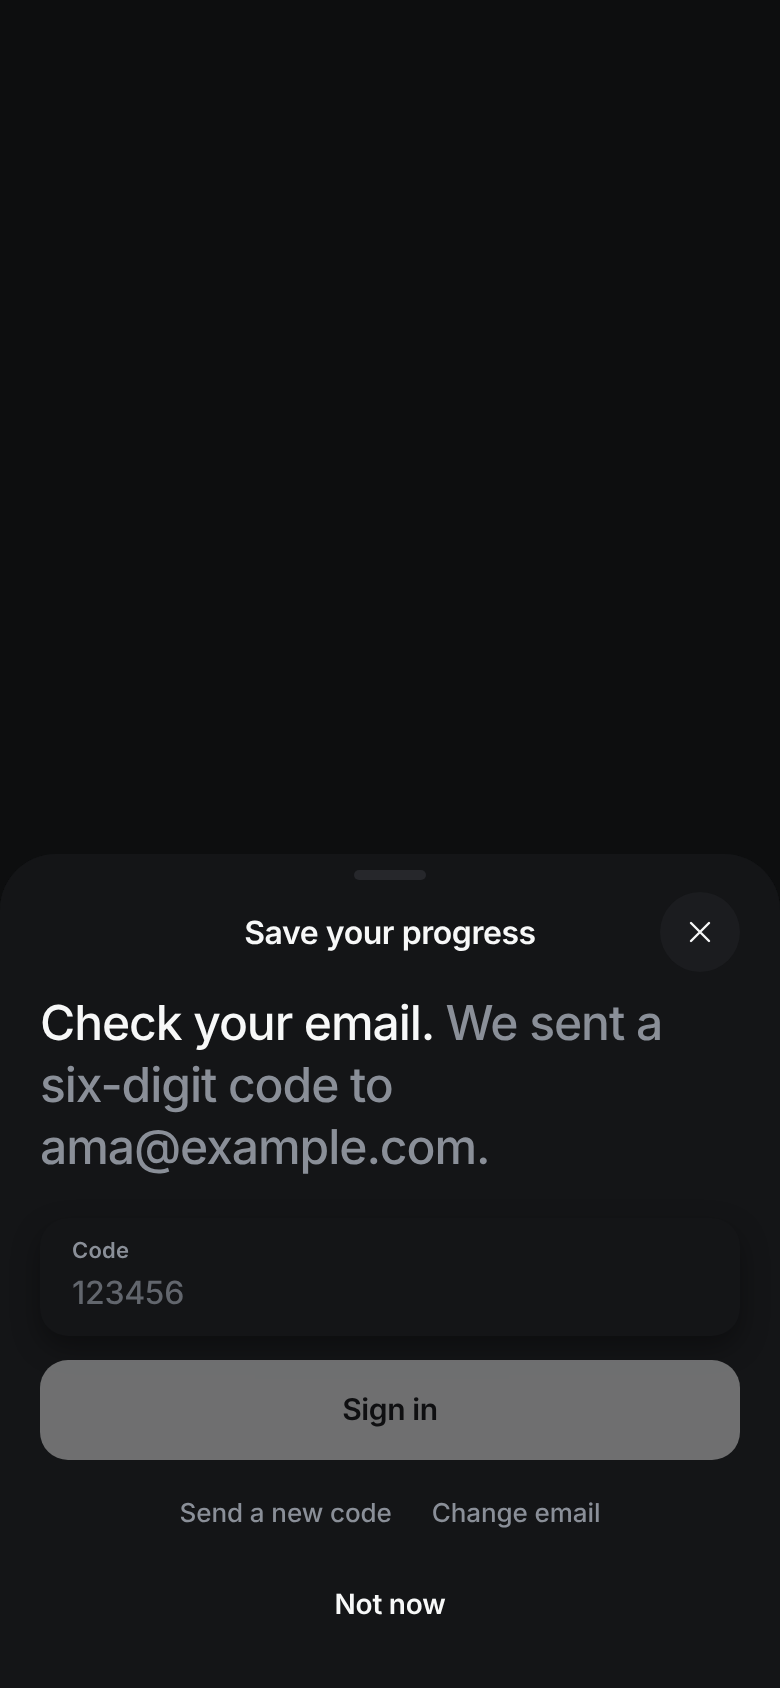 Save your progress
Check your email. We sent a
six-digit code to
ama@example.com.
Code
123456
Sign in
Send a new code Change email
Not now